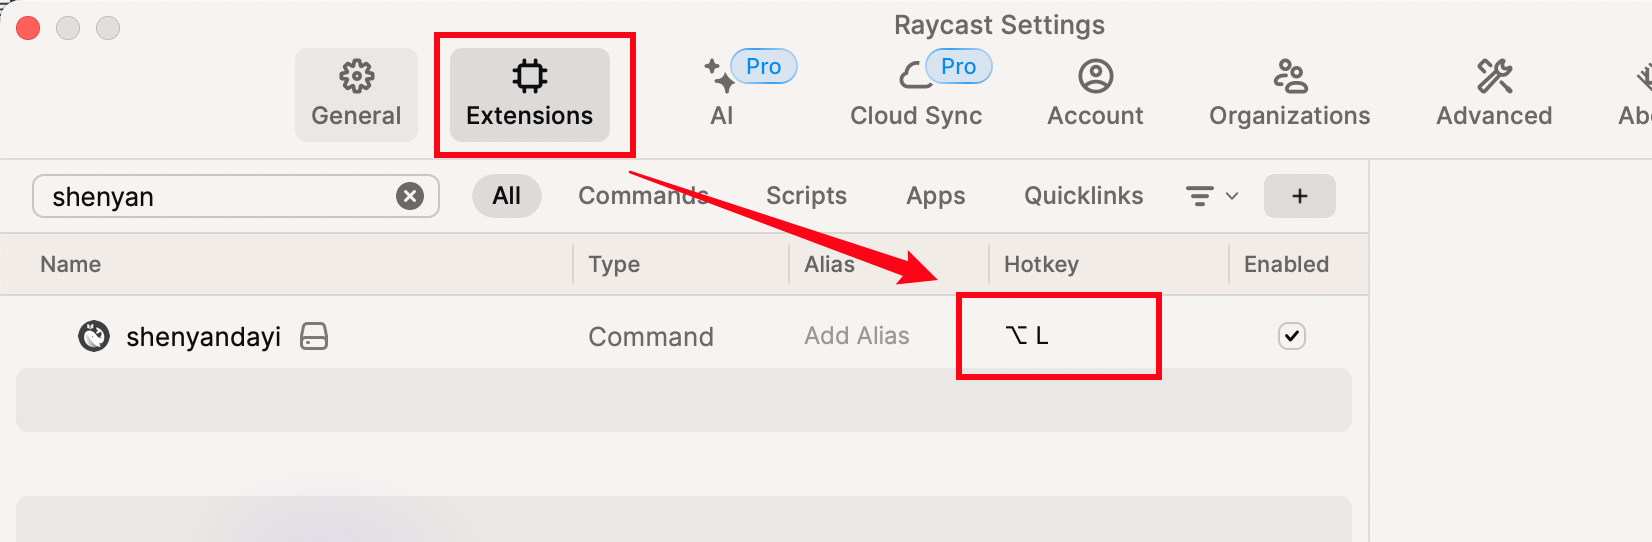 Raycast Settings
General
Extensions
Pro
AI
Pro
Cloud Sync
Account
Organizations
Advanced
shenyan
All
Commands
Scripts
Apps
Quicklinks
+
Name
Type
Alias
Hotkey
Enabled
shenyandayi
Command
Add Alias
⌥ L